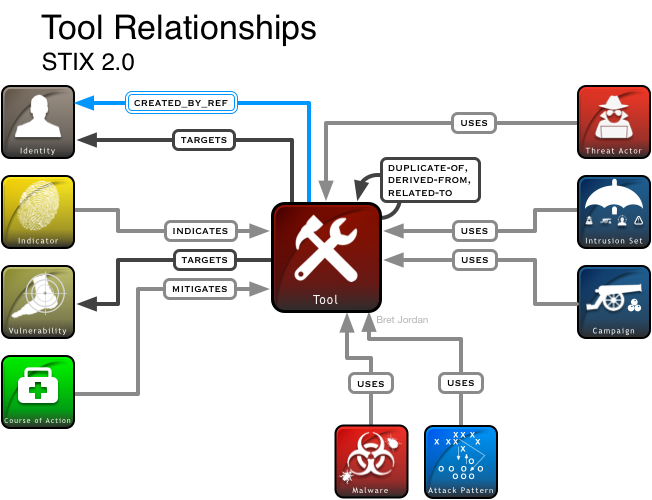 Tool Relationships
STIX 2.0
CREATED_BY_REF
USES
Identity
TARGETS
Threat Actor
DUPLICATE-OF,
DERIVED-FROM,
RELATED-TO
Indicator
INDICATES
USES
Intrusion Set
TARGETS
USES
Tool
Vulnerability
MITIGATES
Campaign
Bret Jordan
Course of Action
USES
USES
X X X
X X X X
O
O O O O O
O O O
Malware
Attack Pattern